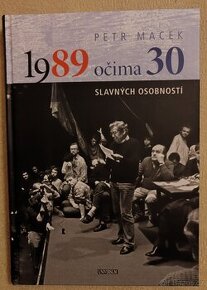 PETR MACEK
1989 očima 30
SLAVNÝCH OSOBNOSTÍ